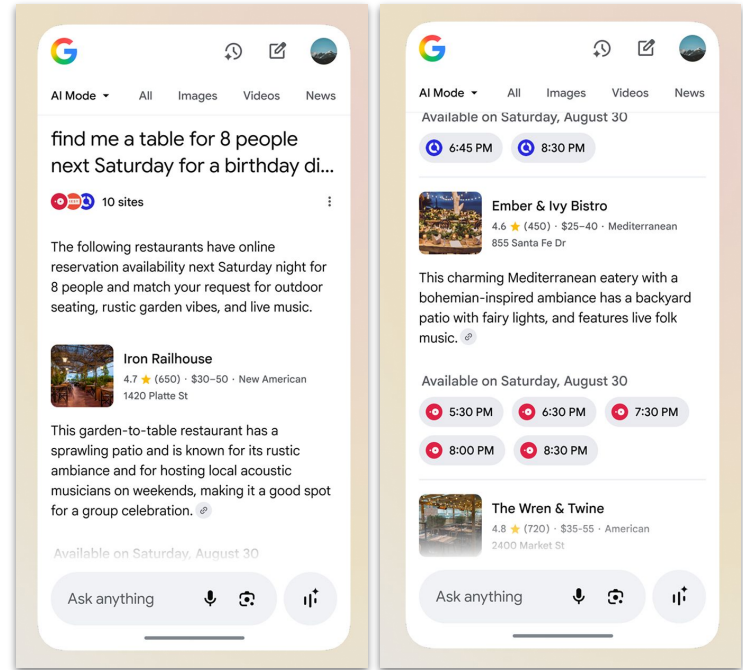 AI Mode
All
Images
Videos
News
find me a table for 8 people
next Saturday for a birthday di...
10 sites
The following restaurants have online
reservation availability next Saturday night for
8 people and match your request for outdoor
seating, rustic garden vibes, and live music.
Iron Railhouse
4.7 ★ (650) · $30–50 · New American
1420 Platte St
This garden-to-table restaurant has a
sprawling patio and is known for its rustic
ambiance and for hosting local acoustic
musicians on weekends, making it a good spot
for a group celebration.
Available on Saturday, August 30
Ask anything
AI Mode
All
Images
Videos
News
Available on Saturday, August 30
6:45 PM
8:30 PM
Ember & Ivy Bistro
4.6 ★ (450) · $25–40 · Mediterranean
855 Santa Fe Dr
This charming Mediterranean eatery with a
bohemian-inspired ambiance has a backyard
patio with fairy lights, and features live folk
music.
Available on Saturday, August 30
5:30 PM
6:30 PM
7:30 PM
8:00 PM
8:30 PM
The Wren & Twine
4.8 ★ (720) · $35-55 · American
2400 Market St
Ask anything